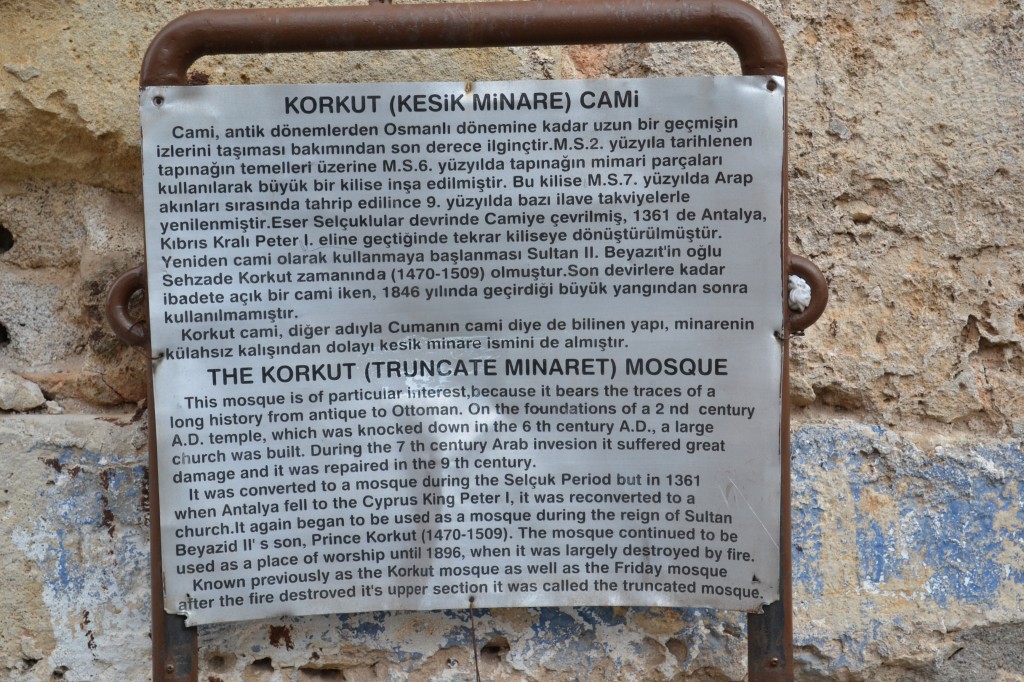 KORKUT (KESiK MiNARE) CAMi
Cami, antik dönemlerden Osmanlı dönemine kadar uzun bir geçmişin
izlerini taşıması bakımından son derece ilginçtir.M.S.2. yüzyıla tarihlenen
tapınağın temelleri üzerine M.S.6. yüzyılda tapınağın mimari parçaları
kullanılarak büyük bir kilise inşa edilmiştir. Bu kilise M.S.7. yüzyılda Arap
akınları sırasında tahrip edilince 9. yüzyılda bazı ilave takviyelerle
yenilenmiştir.Eser Selçuklular devrinde Camiye çevrilmiş, 1361 de Antalya,
Kıbrıs Kralı Peter I. eline geçtiğinde tekrar kiliseye dönüştürülmüştür.
Yeniden cami olarak kullanmaya başlanması Sultan II. Beyazıt'in oğlu
Sehzade Korkut zamanında (1470-1509) olmuştur.Son devirlere kadar
ibadete açık bir cami iken, 1846 yılında geçirdiği büyük yangından sonra
kullanılmamıştır.
Korkut cami, diğer adıyla Cumanın cami diye de bilinen yapı, minarenin
külahsız kalışından dolayı kesik minare ismini de almıştır.
THE KORKUT (TRUNCATE MINARET) MOSQUE
This mosque is of particular interest,because it bears the traces of a
long history from antique to Ottoman. On the foundations of a 2 nd century
A.D. temple, which was knocked down in the 6 th century A.D., a large
church was built. During the 7 th century Arab invesion it suffered great
damage and it was repaired in the 9 th century.
It was converted to a mosque during the Selçuk Period but in 1361
when Antalya fell to the Cyprus King Peter I, it was reconverted to a
church.It again began to be used as a mosque during the reign of Sultan
Beyazid II' s son, Prince Korkut (1470-1509). The mosque continued to be
used as a place of worship until 1896, when it was largely destroyed by fire.
Known previously as the Korkut mosque as well as the Friday mosque
after the fire destroved it's upper section it was called the truncated mosque.